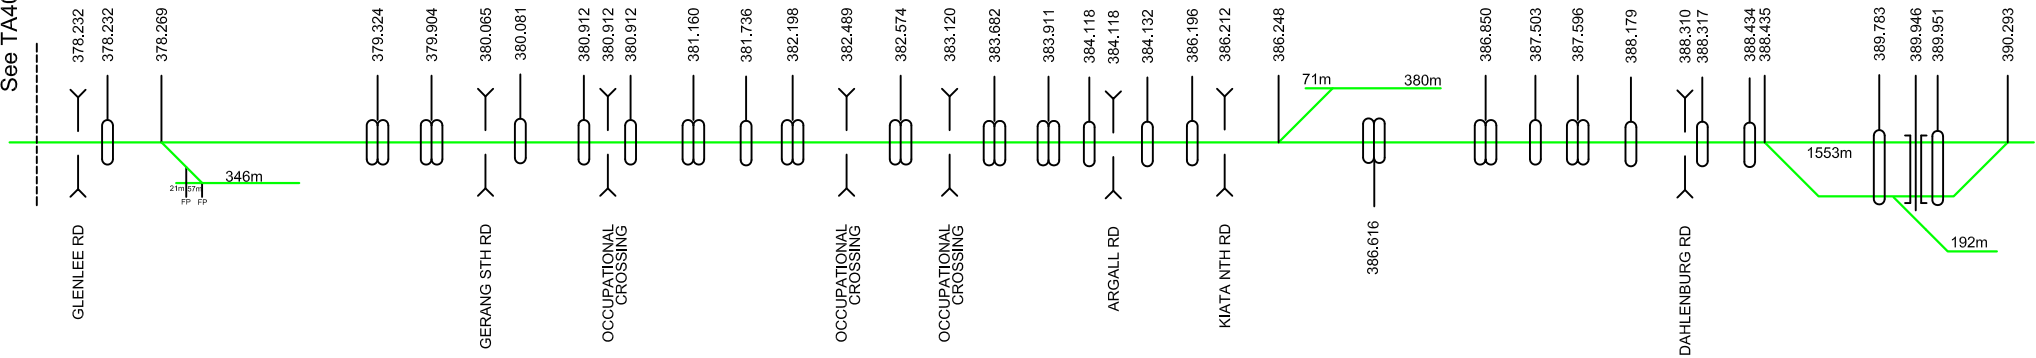 See TA40
378.232
378.232
378.269
379.324
379.904
380.065
380.081
380.912
380.912
380.912
381.160
381.736
382.198
382.489
382.574
383.120
383.682
383.911
384.118
384.118
384.132
386.196
386.212
386.248
386.850
387.503
387.596
388.179
388.310
388.317
388.434
388.435
389.783
389.946
389.951
390.293
71m
380m
1553m
346m
21m
57m
FP
FP
192m
386.616
GLENLEE RD
GERANG STH RD
OCCUPATIONAL
CROSSING
OCCUPATIONAL
CROSSING
OCCUPATIONAL
CROSSING
ARGALL RD
KIATA NTH RD
DAHLENBURG RD